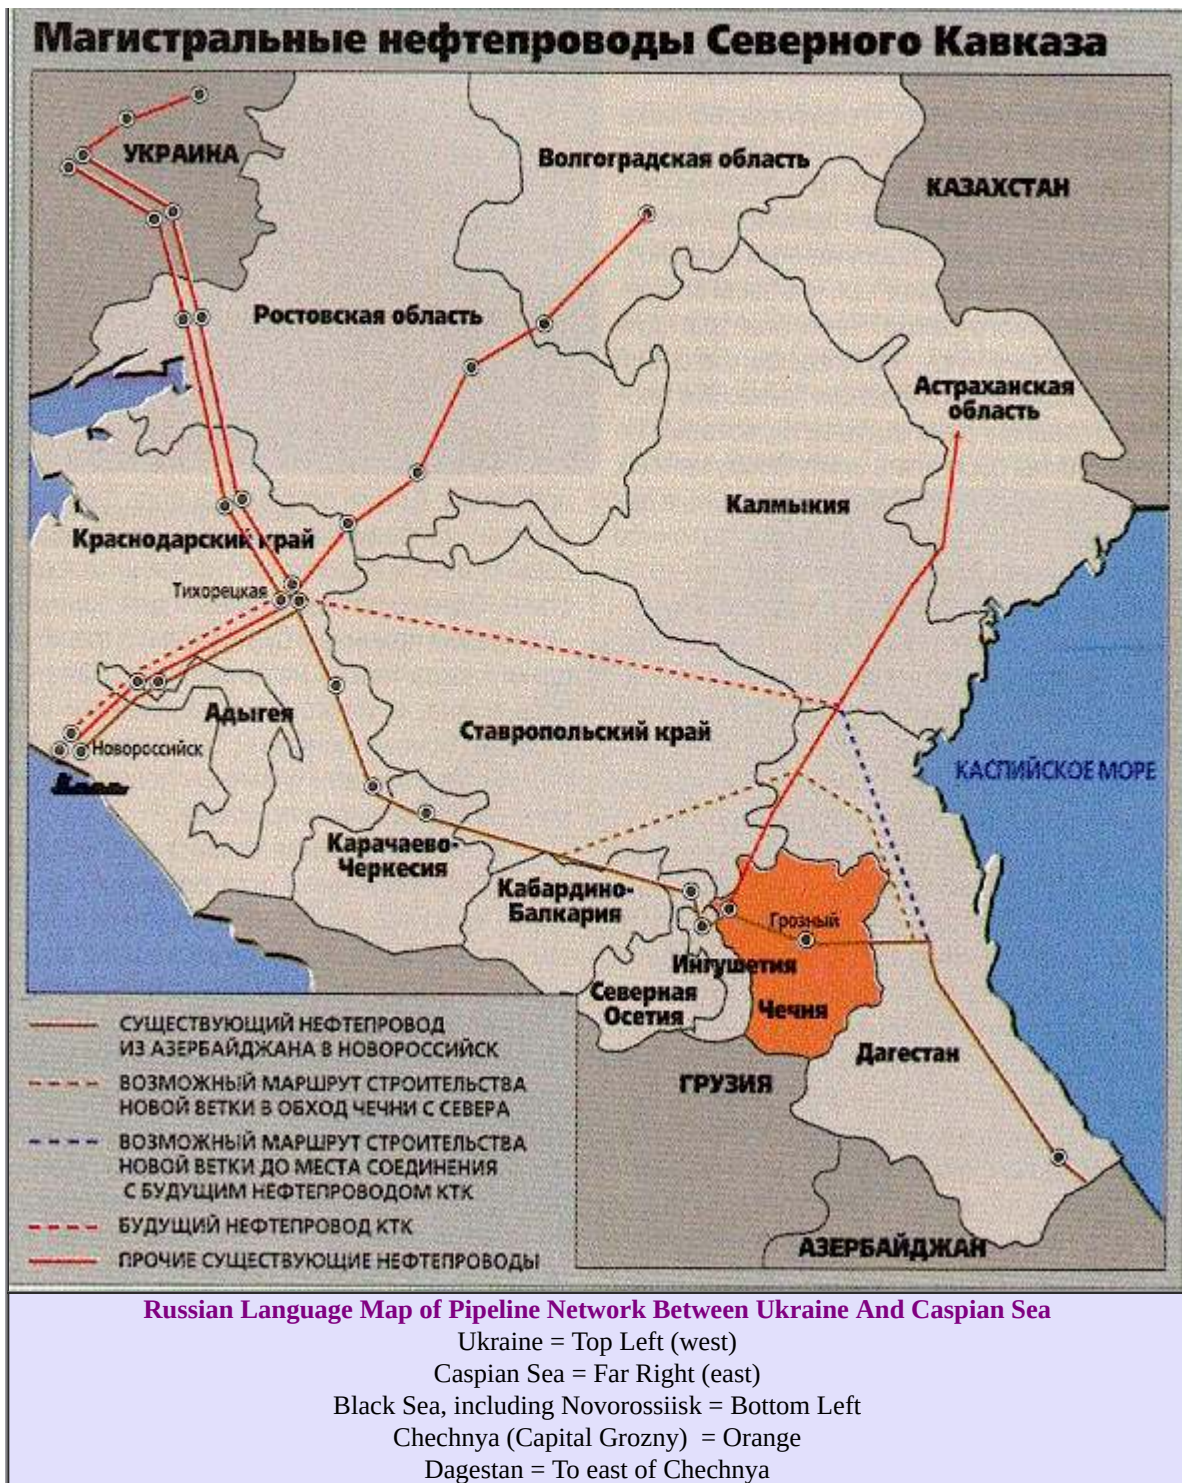 Магистральные нефтепроводы Северного Кавказа
УКРАИНА
Волгоградская область
КАЗАХСТАН
Ростовская область
Астраханская
область
Калмыкия
Краснодарский край
Тихорецкая
Адыгея
Новороссийск
Ставропольский край
КАСПИЙСКОЕ МОРЕ
Карачаево-
Черкесия
Кабардино-
Балкария
Грозный
Ингушетия
Северная
Осетия
Чечня
Дагестан
ГРУЗИЯ
АЗЕРБАЙДЖАН
СУЩЕСТВУЮЩИЙ НЕФТЕПРОВОД
ИЗ АЗЕРБАЙДЖАНА В НОВОРОССИЙСК
ВОЗМОЖНЫЙ МАРШРУТ СТРОИТЕЛЬСТВА
НОВОЙ ВЕТКИ В ОБХОД ЧЕЧНИ С СЕВЕРА
ВОЗМОЖНЫЙ МАРШРУТ СТРОИТЕЛЬСТВА
НОВОЙ ВЕТКИ ДО МЕСТА СОЕДИНЕНИЯ
С БУДУЩИМ НЕФТЕПРОВОДОМ КТК
БУДУЩИЙ НЕФТЕПРОВОД КТК
ПРОЧИЕ СУЩЕСТВУЮЩИЕ НЕФТЕПРОВОДЫ
Russian Language Map of Pipeline Network Between Ukraine And Caspian Sea
Ukraine = Top Left (west)
Caspian Sea = Far Right (east)
Black Sea, including Novorossiisk = Bottom Left
Chechnya (Capital Grozny) = Orange
Dagestan = To east of Chechnya